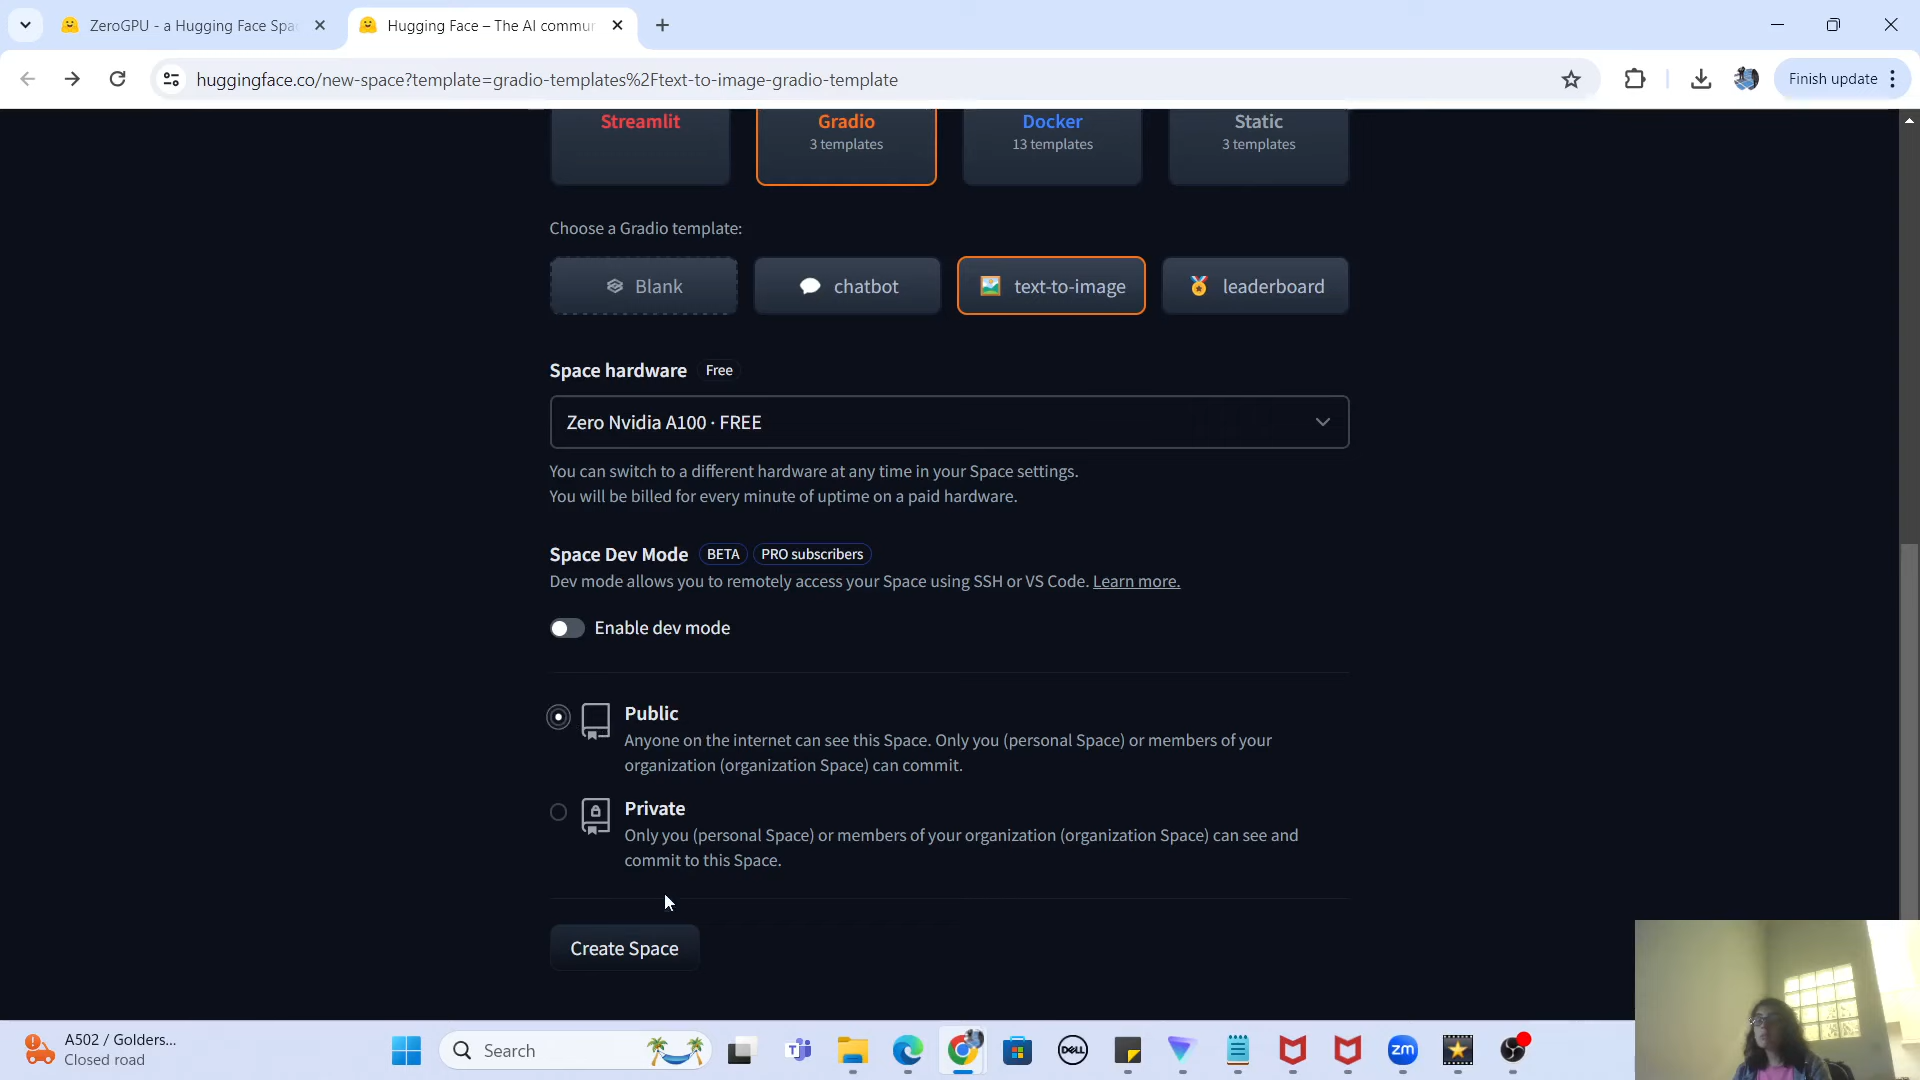 ZeroGPU - a Hugging Face Spa
Hugging Face – The AI commun
huggingface.co/new-space?template=gradio-templates%2Ftext-to-image-gradio-template
Finish update
Streamlit
Gradio
3 templates
Docker
13 templates
Static
3 templates
Choose a Gradio template:
Blank
chatbot
text-to-image
leaderboard
Space hardware Free
Zero Nvidia A100 · FREE
You can switch to a different hardware at any time in your Space settings.
You will be billed for every minute of uptime on a paid hardware.
Space Dev Mode BETA PRO subscribers
Dev mode allows you to remotely access your Space using SSH or VS Code. Learn more.
Enable dev mode
Public
Anyone on the internet can see this Space. Only you (personal Space) or members of your
organization (organization Space) can commit.
Private
Only you (personal Space) or members of your organization (organization Space) can see and
commit to this Space.
Create Space
A502 / Golders...
Closed road
Search
DELL
zm